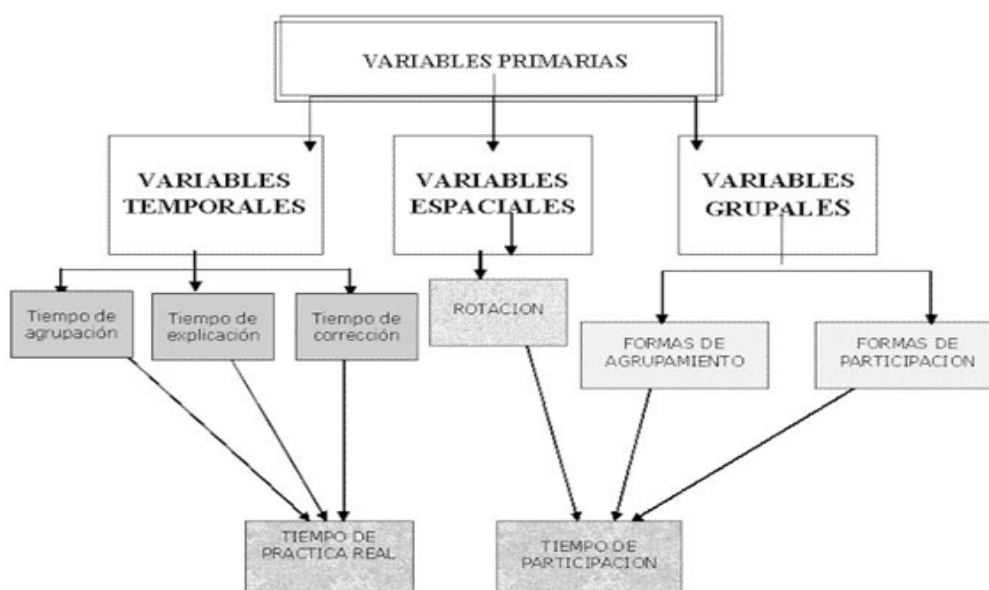 VARIABLES PRIMARIAS
VARIABLES
TEMPORALES
VARIABLES
ESPACIALES
VARIABLES
GRUPALES
Tiempo de
agrupación
Tiempo de
explicación
Tiempo de
corrección
ROTACION
FORMAS DE
AGRUPAMIENTO
FORMAS DE
PARTICIPACION
TIEMPO DE
PRACTICA REAL
TIEMPO DE
PARTICIPACION